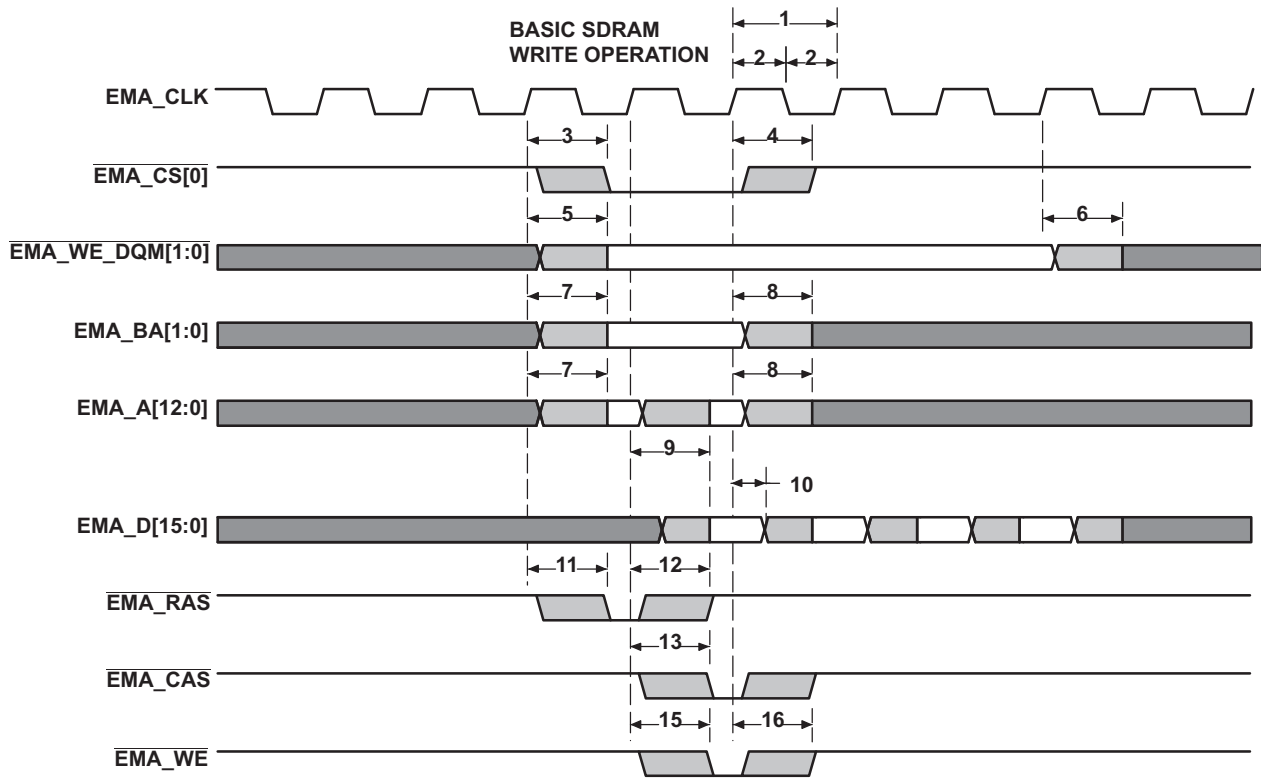 BASIC SDRAM
WRITE OPERATION
1
2 2
EMA_CLK
3 4
EMA_CS[0]
5 6
EMA_WE_DQM[1:0]
7 8
EMA_BA[1:0]
7 8
EMA_A[12:0]
9
10
EMA_D[15:0]
11 12
EMA_RAS
13
EMA_CAS
15 16
EMA_WE